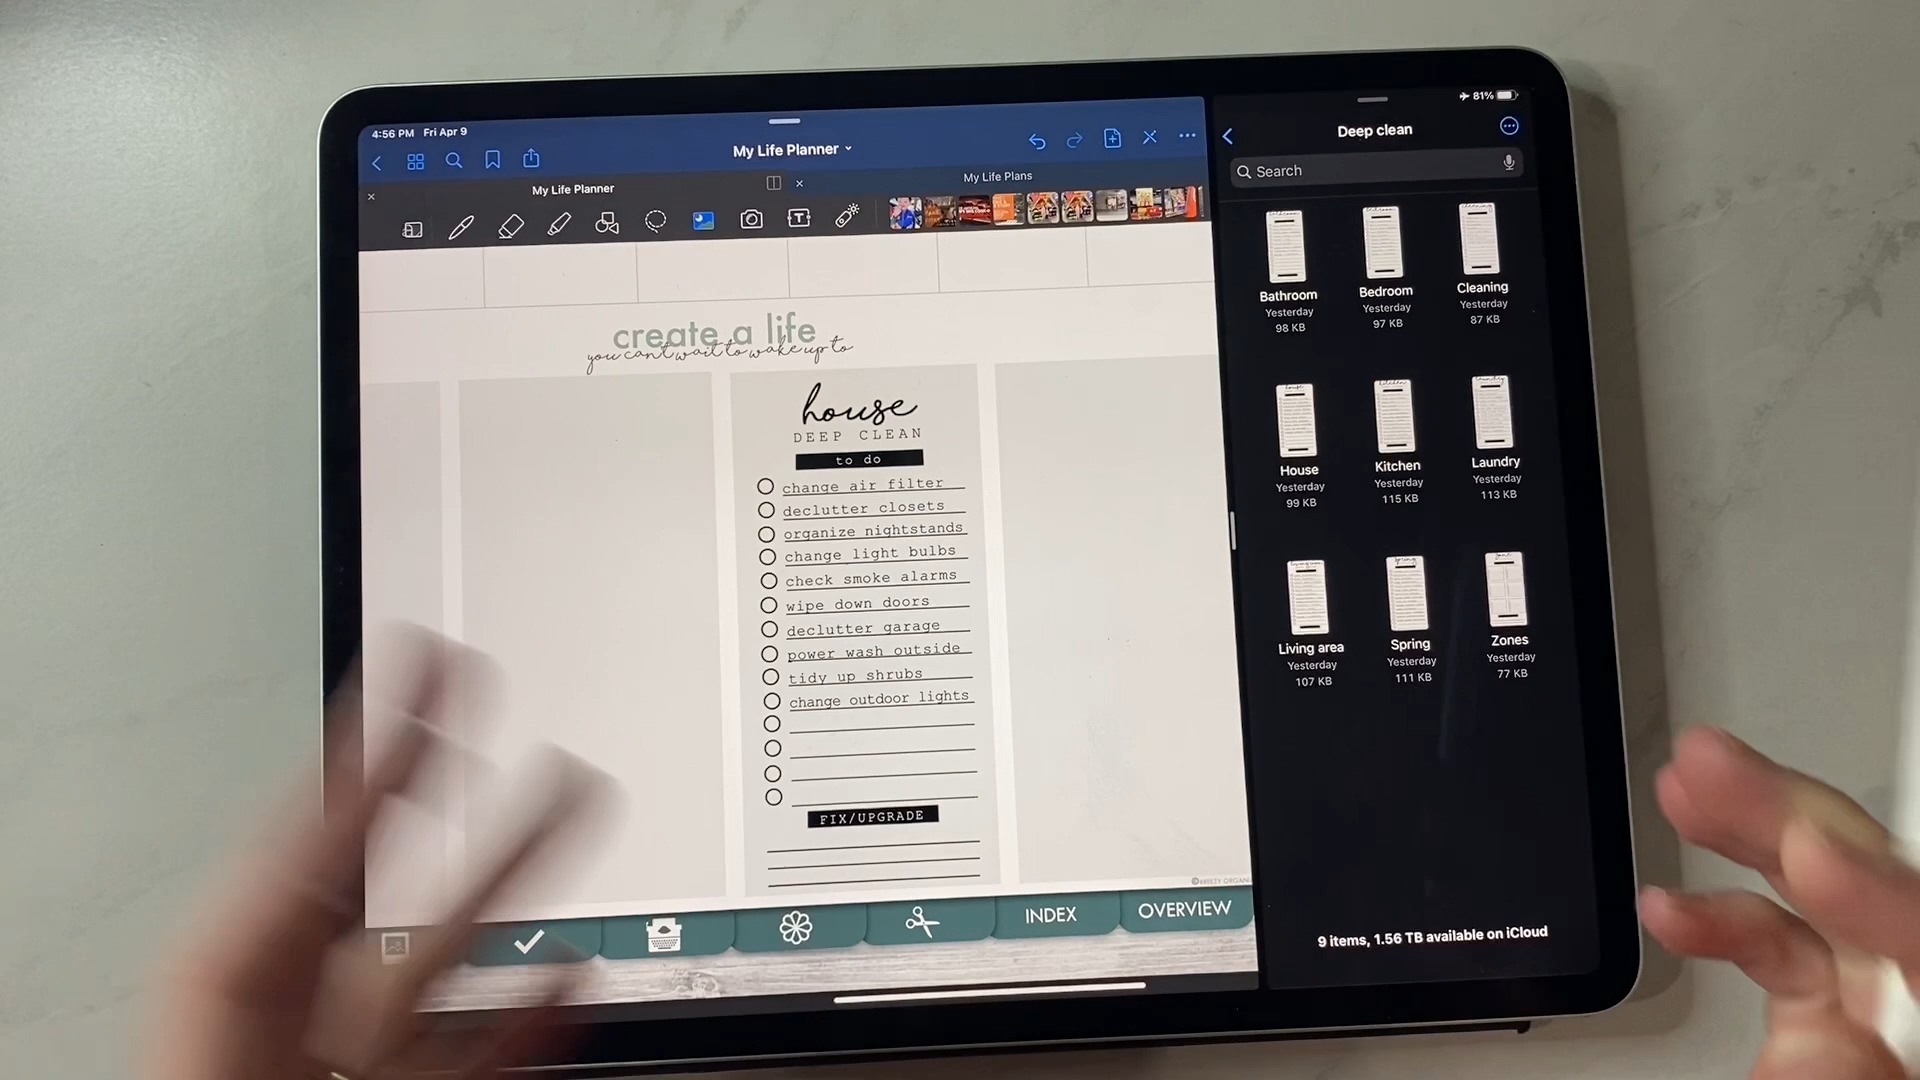 4:56 PM Fri Apr 9
My Life Planner
My Life Planner
My Life Plans
create a life
you can't wait to wake up to
house
DEEP CLEAN
to do
change air filter
declutter closets
organize nightstands
change light bulbs
check smoke alarms
wipe down doors
declutter garage
power wash outside
tidy up shrubs
change outdoor lights
FIX/UPGRADE
INDEX
OVERVIEW
81%
Deep clean
Search
Bathroom
Yesterday
98 KB
Bedroom
Yesterday
97 KB
Cleaning
Yesterday
87 KB
House
Yesterday
99 KB
Kitchen
Yesterday
115 KB
Laundry
Yesterday
113 KB
Living area
Yesterday
107 KB
Spring
Yesterday
111 KB
Zones
Yesterday
77 KB
9 items, 1.56 TB available on iCloud